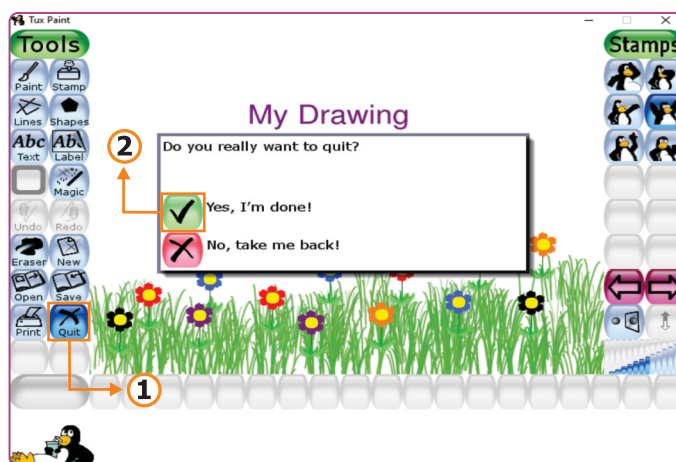 Tux Paint
Tools
Stamps
Paint Stamp
Lines Shapes
Abc Abc
Text Label
Magic
Undo Redo
Eraser New
Open Save
Print Quit
My Drawing
Do you really want to quit?
Yes, I'm done!
No, take me back!
2
1